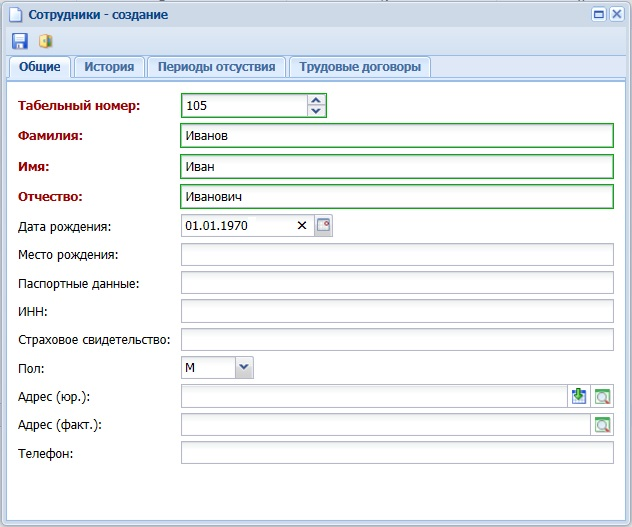 Сотрудники - создание
Общие История Периоды отсуствия Трудовые договоры
Табельный номер: 105
Фамилия: Иванов
Имя: Иван
Отчество: Иванович
Дата рождения: 01.01.1970
Место рождения:
Паспортные данные:
ИНН:
Страховое свидетельство:
Пол: М
Адрес (юр.):
Адрес (факт.):
Телефон: